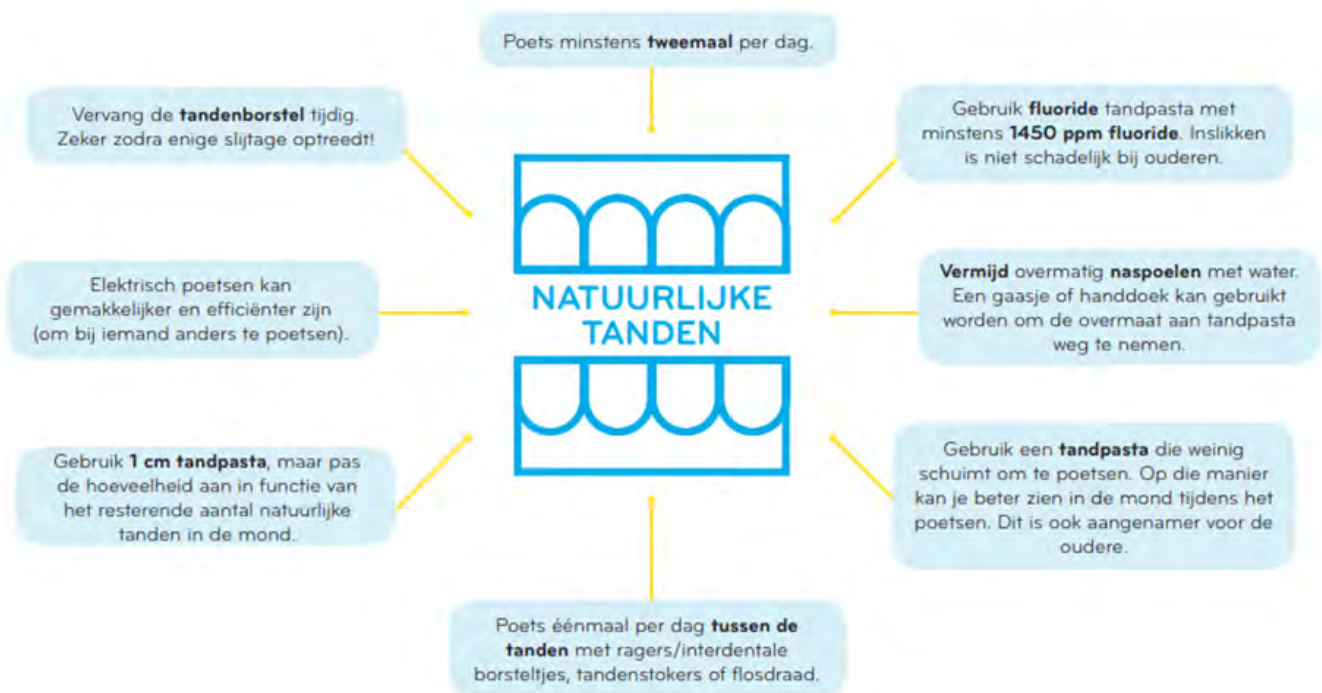 Poets minstens tweemaal per dag.
Vervang de tandenborstel tijdig.
Zeker zodra enige slijtage optreedt!
Gebruik fluoride tandpasta met
minstens 1450 ppm fluoride. Inslikken
is niet schadelijk bij ouderen.
Elektrisch poetsen kan
gemakkelijker en efficiënter zijn
(om bij iemand anders te poetsen).
NATUURLIJKE
TANDEN
Vermijd overmatig naspoelen met water.
Een gaasje of handdoek kan gebruikt
worden om de overmaat aan tandpasta
weg te nemen.
Gebruik 1 cm tandpasta, maar pas
de hoeveelheid aan in functie van
het resterende aantal natuurlijke
tanden in de mond.
Gebruik een tandpasta die weinig
schuimt om te poetsen. Op die manier
kan je beter zien in de mond tijdens het
poetsen. Dit is ook aangenamer voor de
oudere.
Poets éénmaal per dag tussen de
tanden met ragers/interdentale
borsteltjes, tandenstokers of flosdraad.